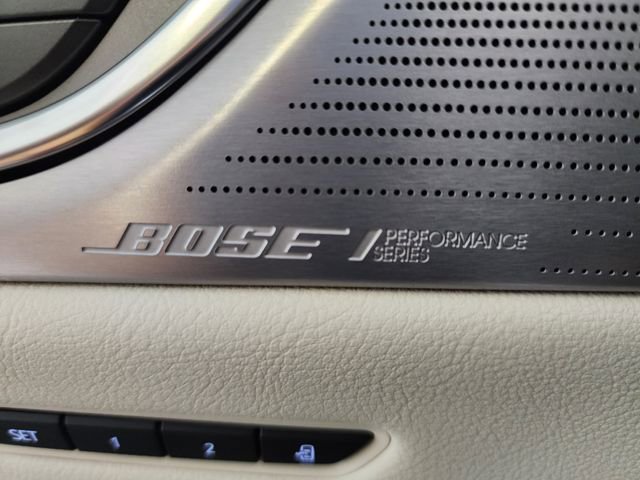 BOSE / PERFORMANCE
SERIES
SET 1 2